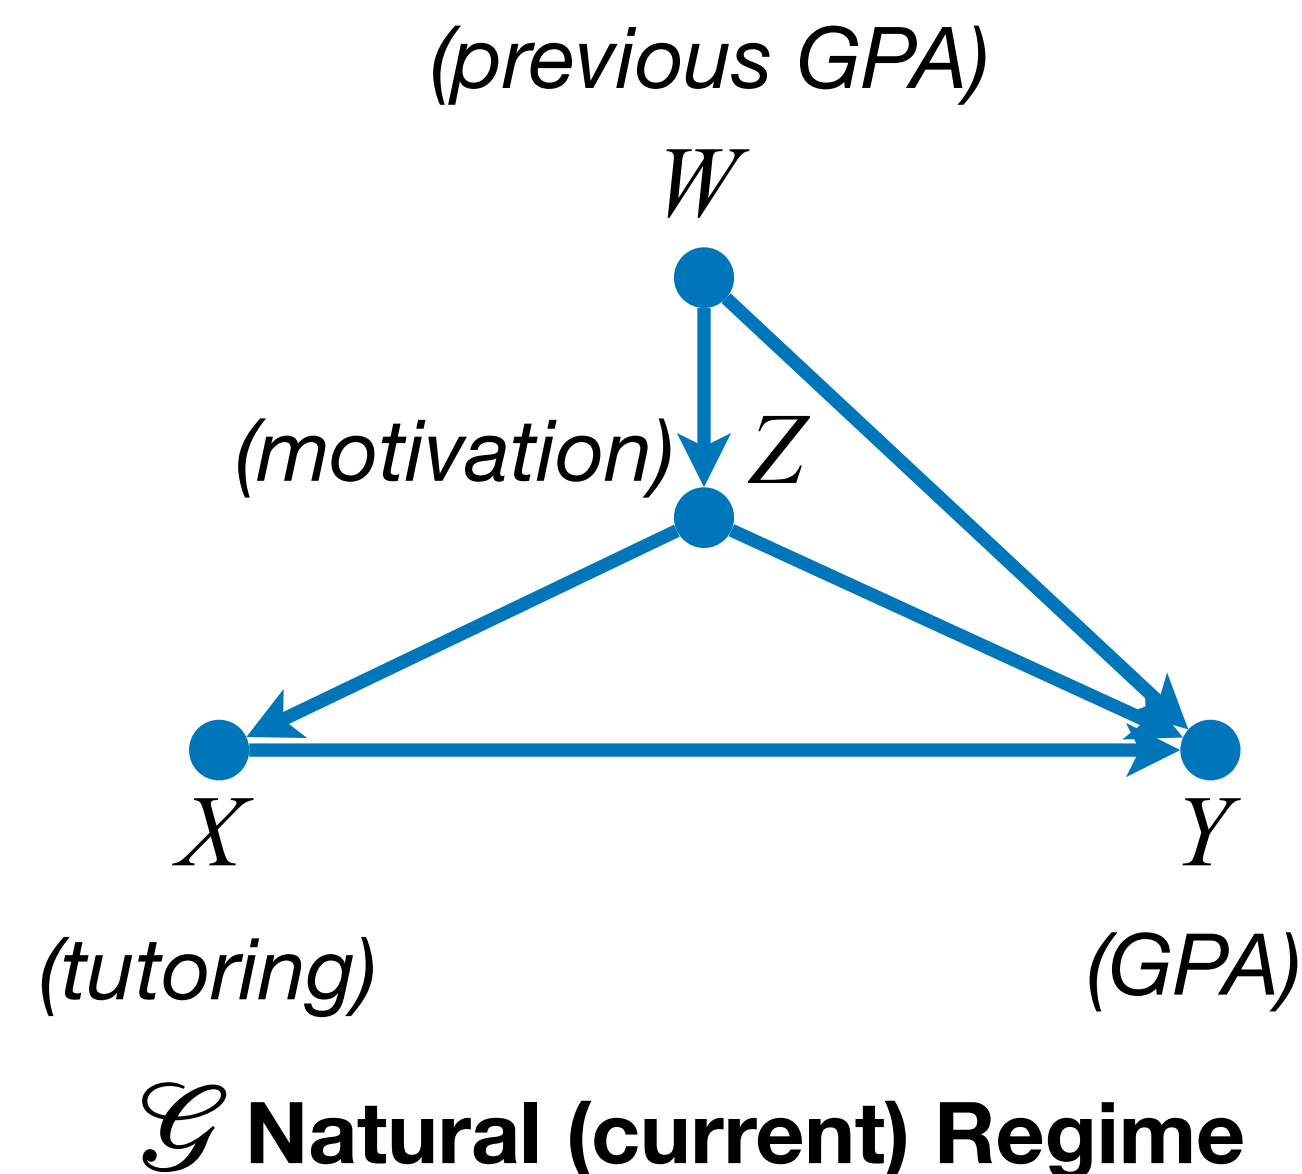 (previous GPA)
W
(motivation) Z
X
Y
(tutoring)
(GPA)
𝒢 Natural (current) Regime